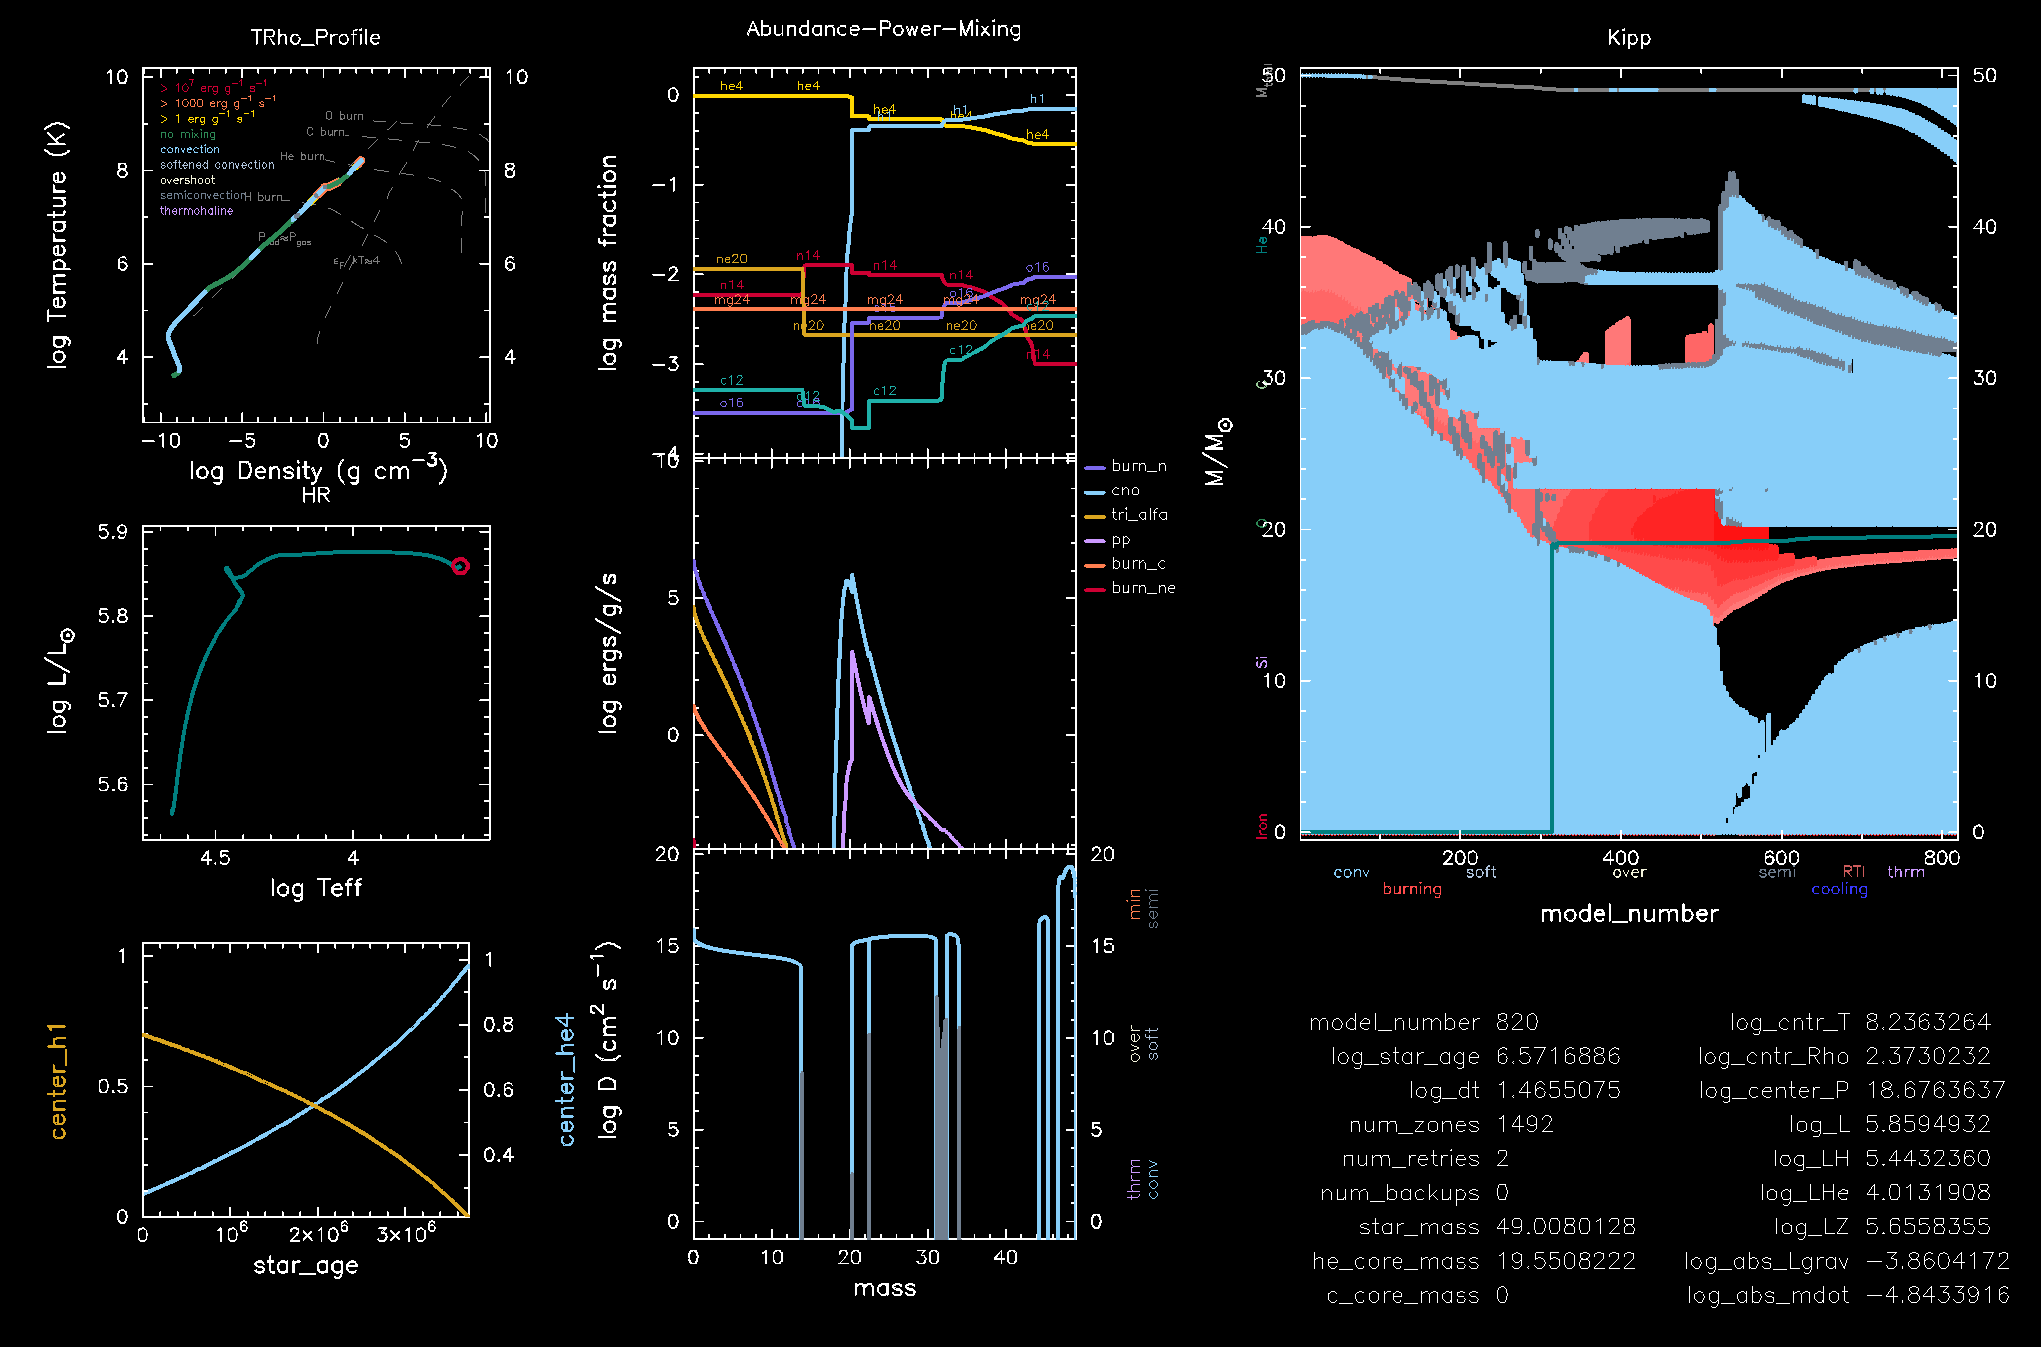 TRho_Profile
10
8
6
4
10
8
6
4
> 10⁷ erg g⁻¹ s⁻¹
> 1000 erg g⁻¹ s⁻¹
> 1 erg g⁻¹ s⁻¹
no mixing
convection
softened convection
overshoot
semiconvection
thermohaline
O burn
C burn
He burn
H burn
εF/kT≈4
log Temperature (K)
−10 −5 0 5 10
log Density (g cm⁻³)
HR
5.9
5.8
5.7
5.6
log L/L☉
4.5 4
log Teff
1
0.5
0
1
0.8
0.6
0.4
center_h1
center_he4
0 10⁶ 2×10⁶ 3×10⁶
star_age
Abundance−Power−Mixing
0
−1
−2
−3
−4
log mass fraction
he4 he4 he4 he4 he4
h1 h1
ne20 n14 n14 n14 o16
n14 o16
mg24 mg24 mg24 mg24 mg24
ne20 ne20 ne20 ne20
c12 c12 c12 n14
o16 c12
10
5
0
log ergs/g/s
burn_n
cno
tri_alfa
pp
burn_c
burn_ne
20
15
10
5
0
20
15
10
5
0
log D (cm² s⁻¹)
min
semi
over
soft
thrm
conv
0 10 20 30 40
mass
Kipp
50
40
30
20
10
0
50
40
30
20
10
0
He
C
O
Si
Iron
M/M☉
200 400 600 800
conv soft over semi RTI thrm
burning cooling
model_number
model_number 820 log_cntr_T 8.2363264
log_star_age 6.5716886 log_cntr_Rho 2.3730232
log_dt 1.4655075 log_center_P 18.6763637
num_zones 1492 log_L 5.8594932
num_retries 2 log_LH 5.4432360
num_backups 0 log_LHe 4.0131908
star_mass 49.0080128 log_LZ 5.6558355
he_core_mass 19.5508222 log_abs_Lgrav −3.8604172
c_core_mass 0 log_abs_mdot −4.8433916